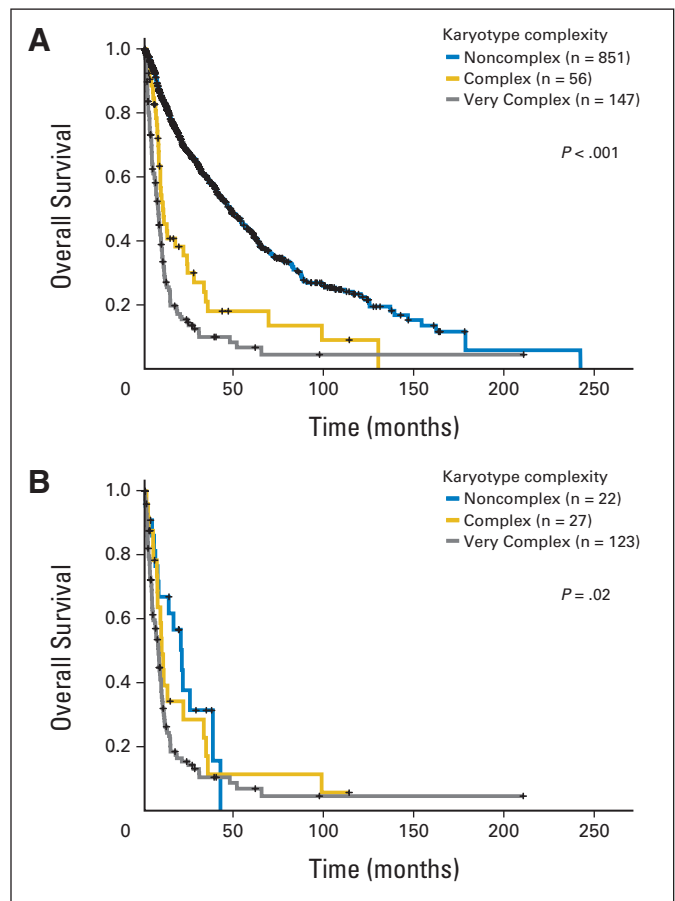 A
Karyotype complexity
Noncomplex (n = 851)
Complex (n = 56)
Very Complex (n = 147)
P < .001
Overall Survival
1.0
0.8
0.6
0.4
0.2
0 50 100 150 200 250
Time (months)
B
Karyotype complexity
Noncomplex (n = 22)
Complex (n = 27)
Very Complex (n = 123)
P = .02
Overall Survival
1.0
0.8
0.6
0.4
0.2
0 50 100 150 200 250
Time (months)